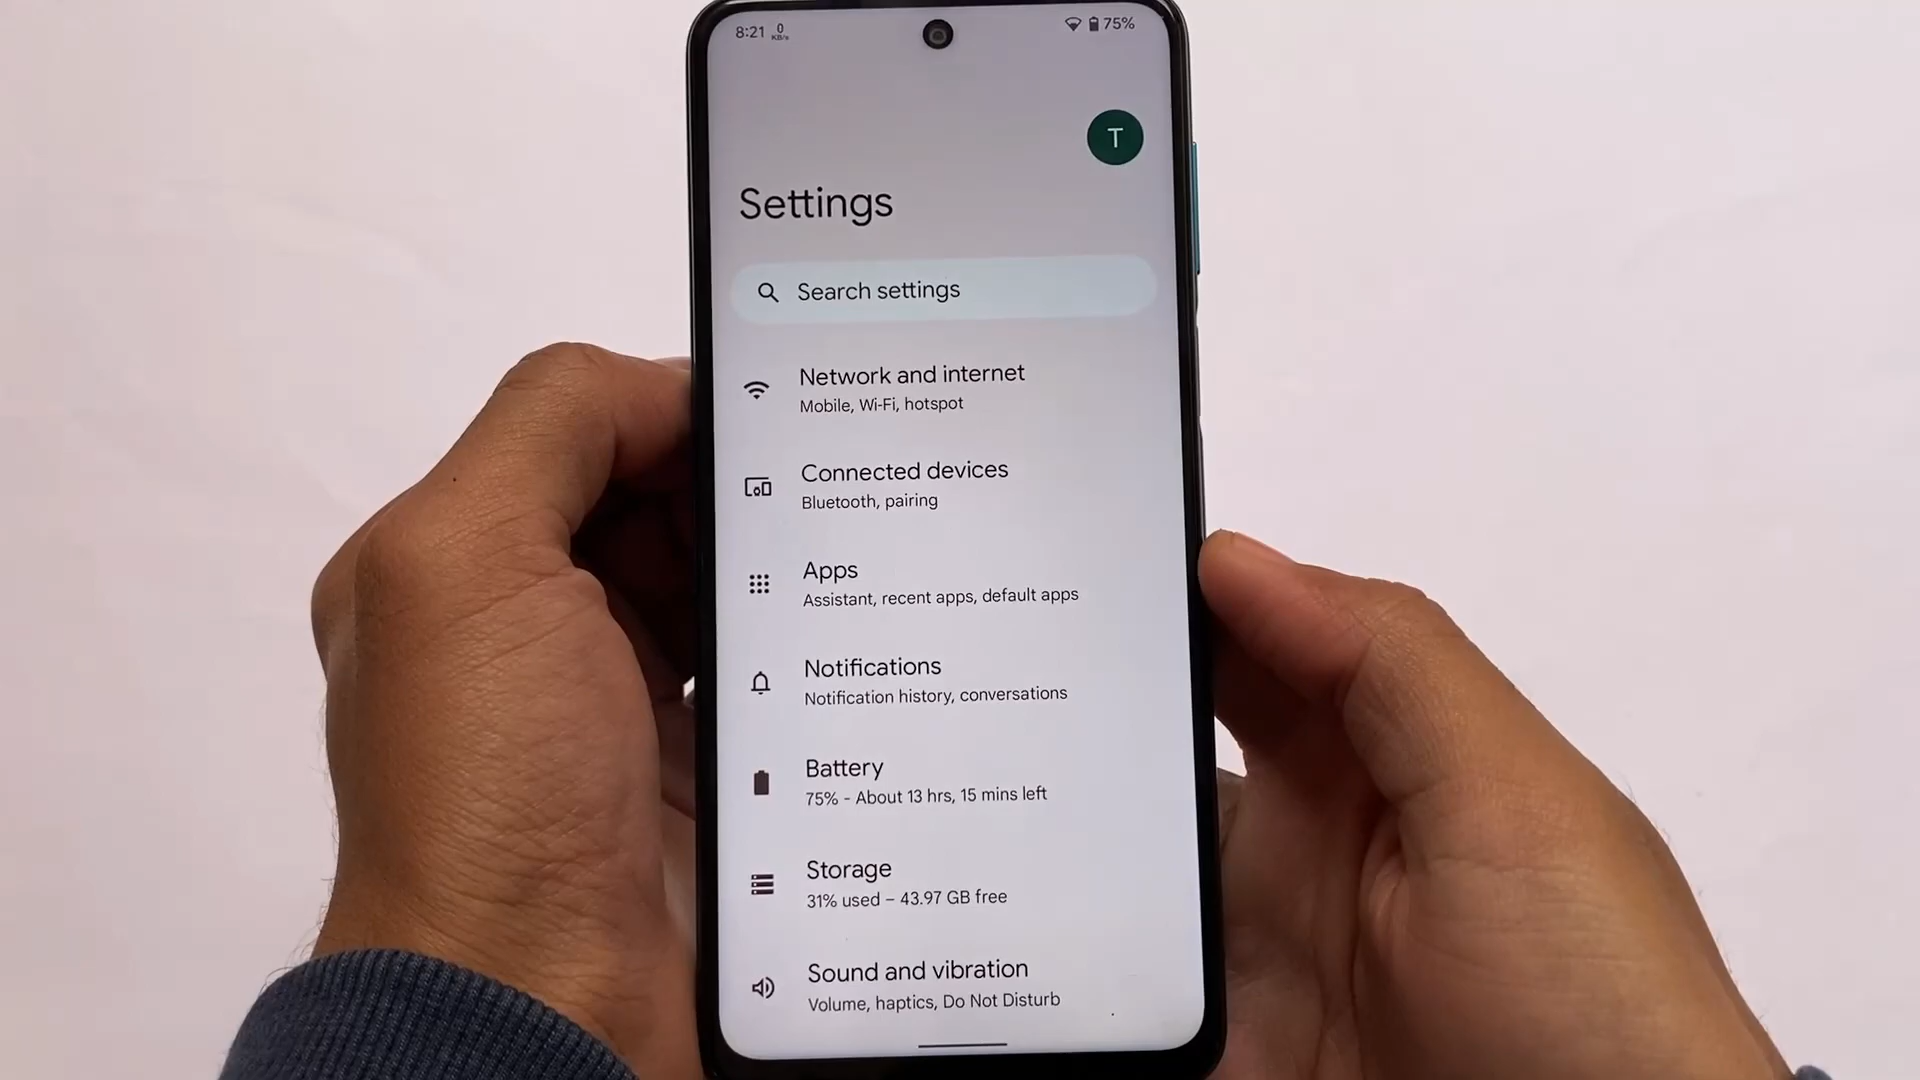 8:21 0 KB/s 75%
T
Settings
Search settings
Network and internet
Mobile, Wi-Fi, hotspot
Connected devices
Bluetooth, pairing
Apps
Assistant, recent apps, default apps
Notifications
Notification history, conversations
Battery
75% - About 13 hrs, 15 mins left
Storage
31% used – 43.97 GB free
Sound and vibration
Volume, haptics, Do Not Disturb